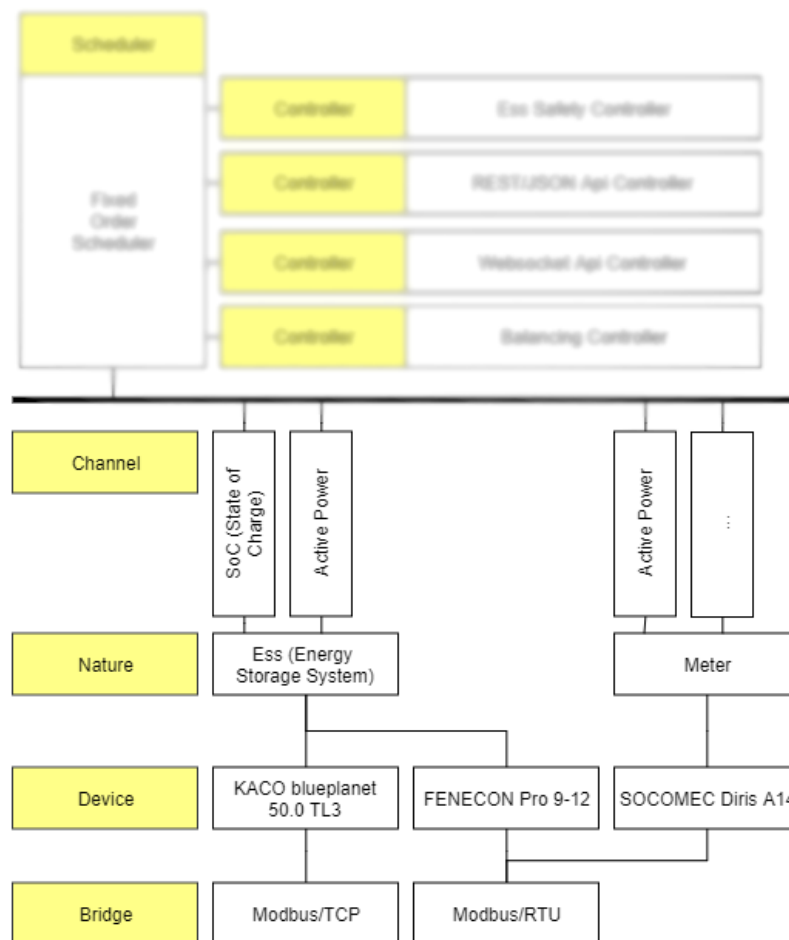 Scheduler
Controller
Ess Safety Controller
Controller
REST/JSON Api Controller
Fixed
Order
Scheduler
Controller
Websocket Api Controller
Controller
Balancing Controller
Channel
SoC (State of
Charge)
Active Power
Active Power
...
Nature
Ess (Energy
Storage System)
Meter
Device
KACO blueplanet
50.0 TL3
FENECON Pro 9-12
SOCOMEC Diris A14
Bridge
Modbus/TCP
Modbus/RTU